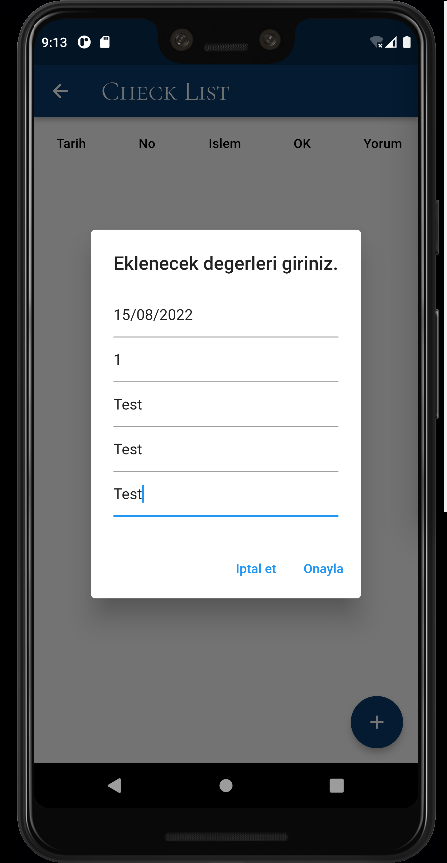 9:13
Check List
Tarih No Islem OK Yorum
Eklenecek degerleri giriniz.
15/08/2022
1
Test
Test
Test
Iptal et Onayla